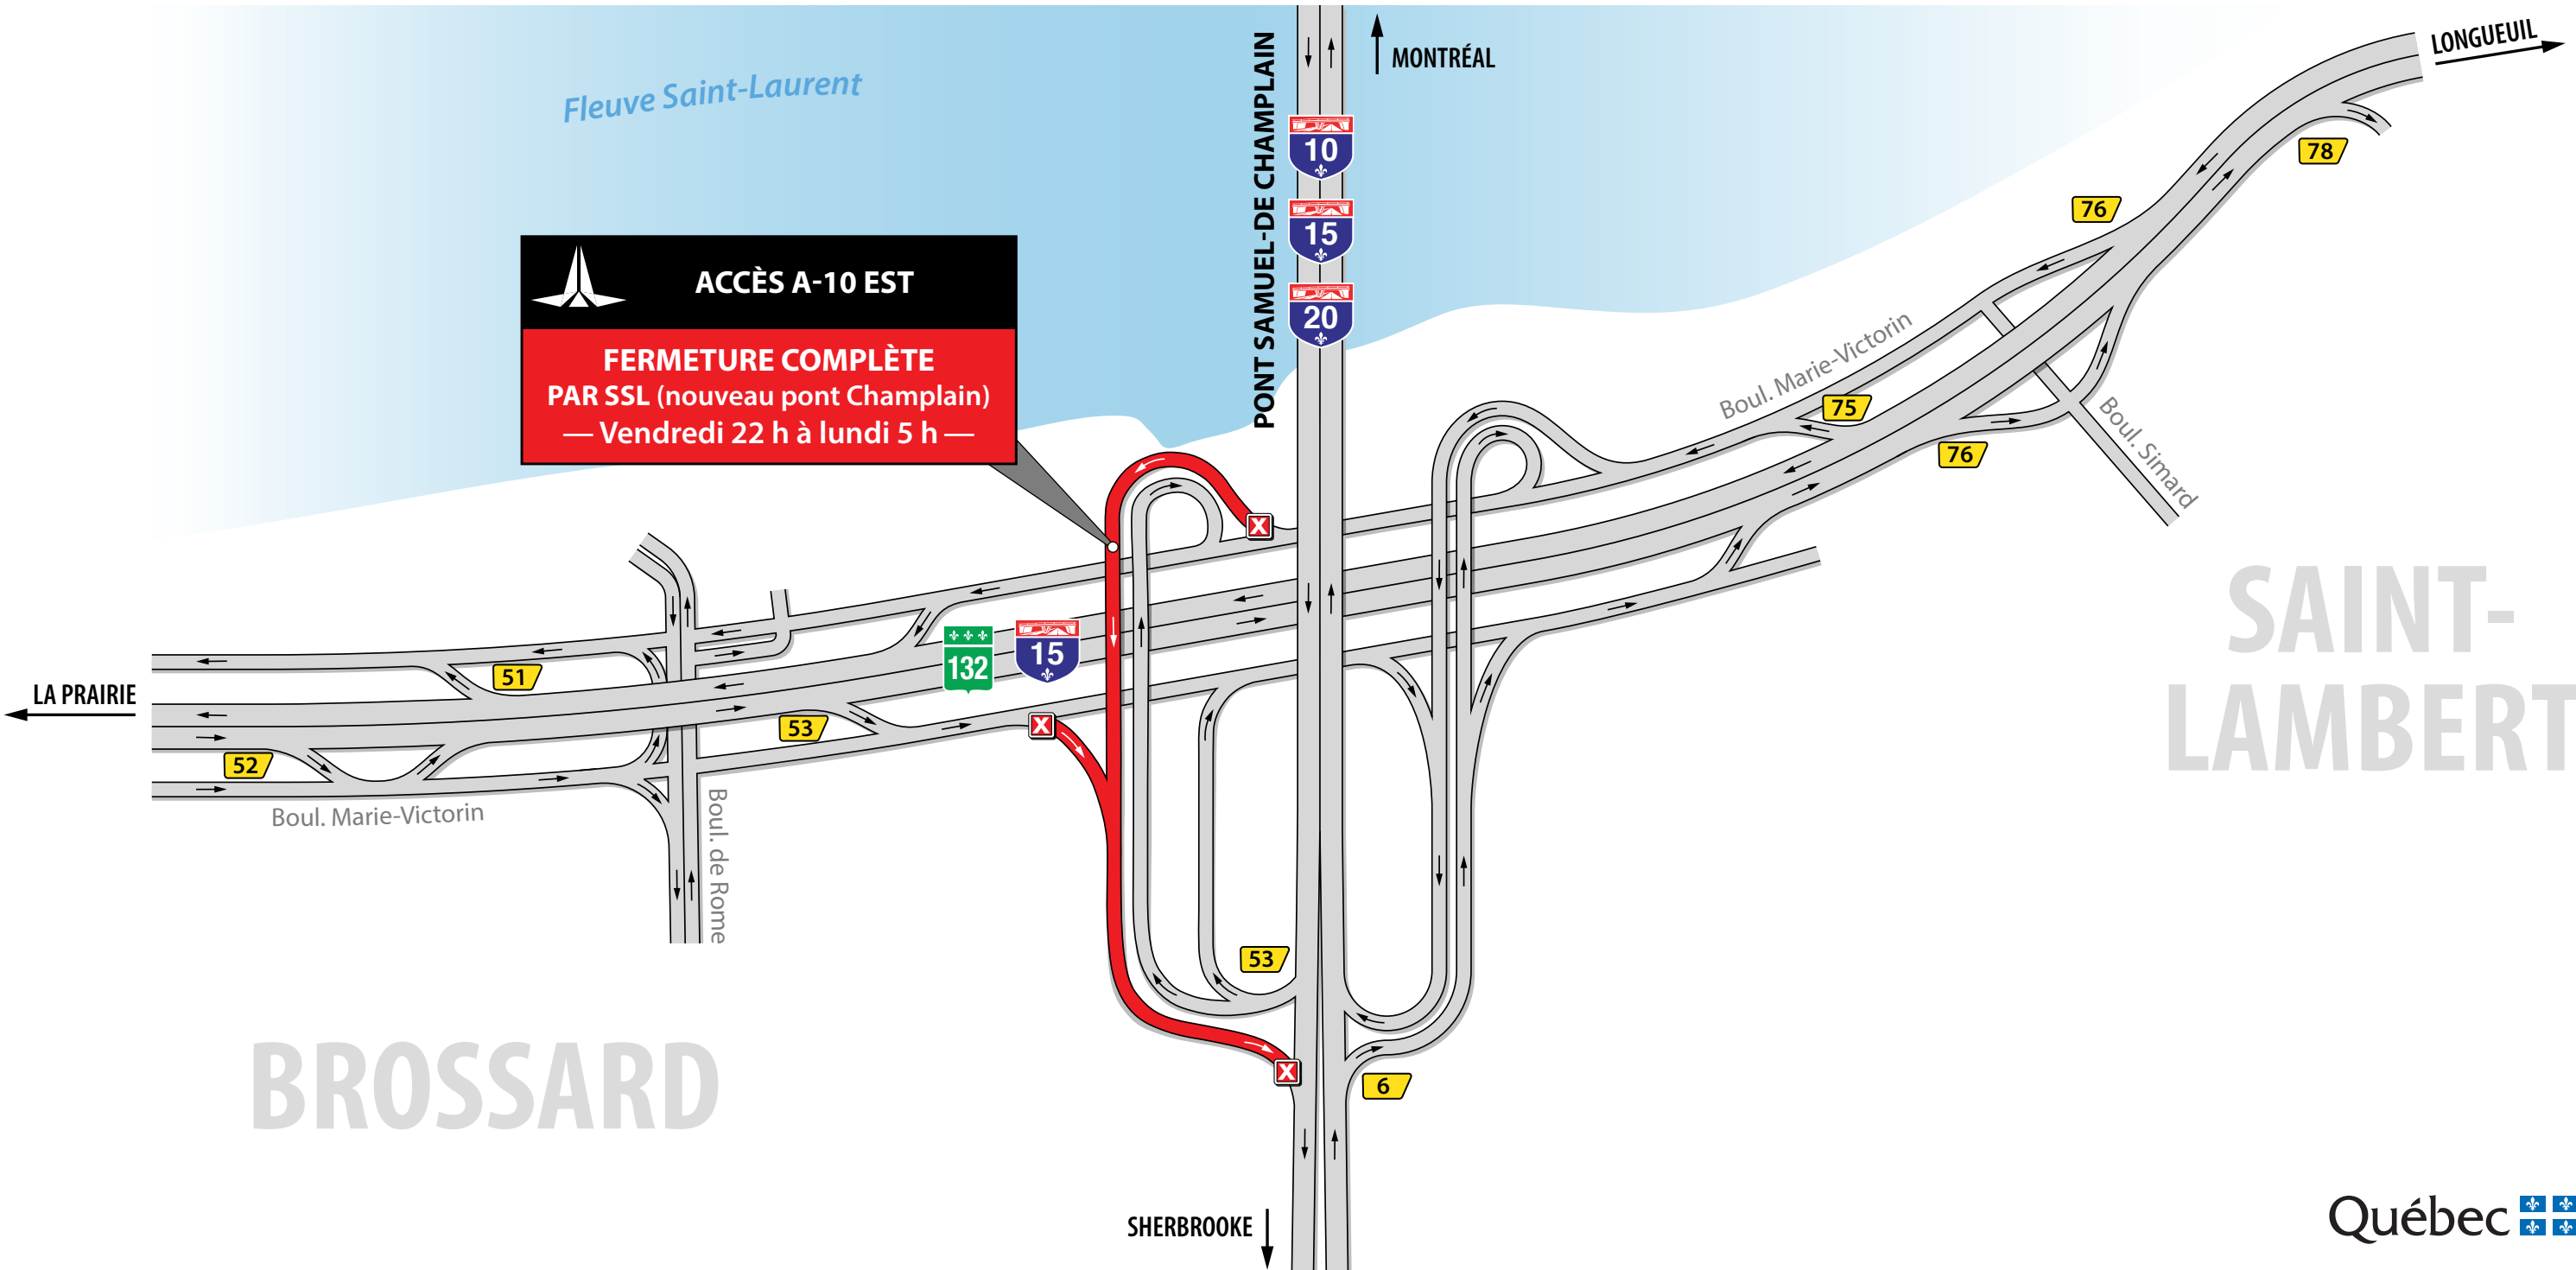 Fleuve Saint-Laurent
PONT SAMUEL-DE CHAMPLAIN
MONTRÉAL
LONGUEUIL
10
15
20
78
76
ACCÈS A-10 EST
FERMETURE COMPLÈTE
PAR SSL (nouveau pont Champlain)
— Vendredi 22 h à lundi 5 h —
X
Boul. Marie-Victorin
75
76
Boul. Simard
SAINT-
LAMBERT
132
15
51
LA PRAIRIE
53
X
52
Boul. Marie-Victorin
Boul. de Rome
53
X
6
BROSSARD
SHERBROOKE
Québec